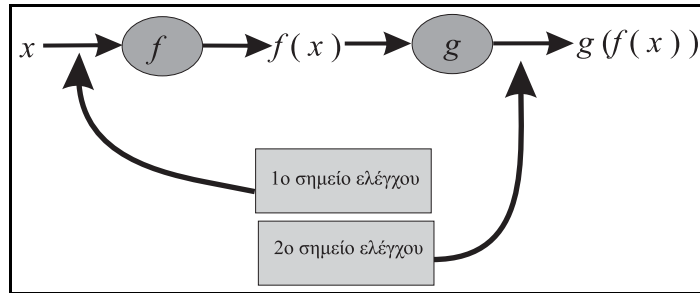 x f f ( x ) g g (f( x ))
1ο σημείο ελέγχου
2ο σημείο ελέγχου